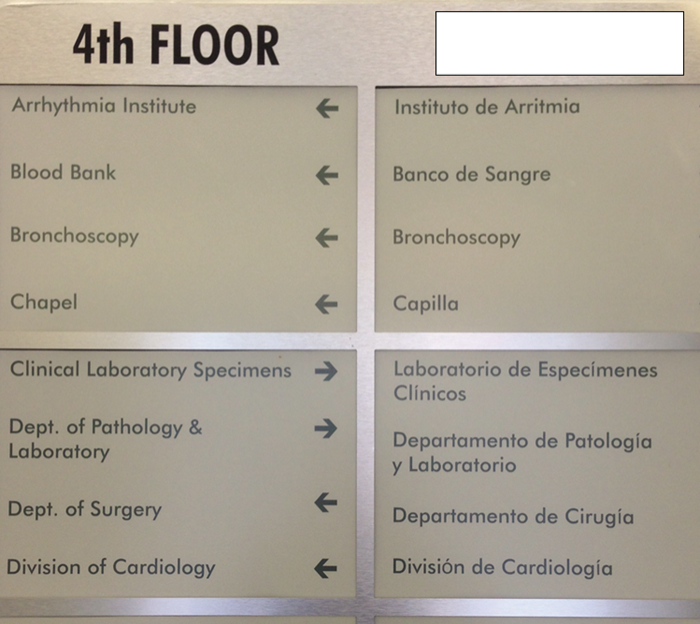 4th FLOOR
Arrhythmia Institute ←
Blood Bank ←
Bronchoscopy ←
Chapel ←
Instituto de Arritmia
Banco de Sangre
Bronchoscopy
Capilla
Clinical Laboratory Specimens →
Dept. of Pathology &
Laboratory →
Dept. of Surgery ←
Division of Cardiology ←
Laboratorio de Especímenes
Clínicos
Departamento de Patología
y Laboratorio
Departamento de Cirugía
División de Cardiología